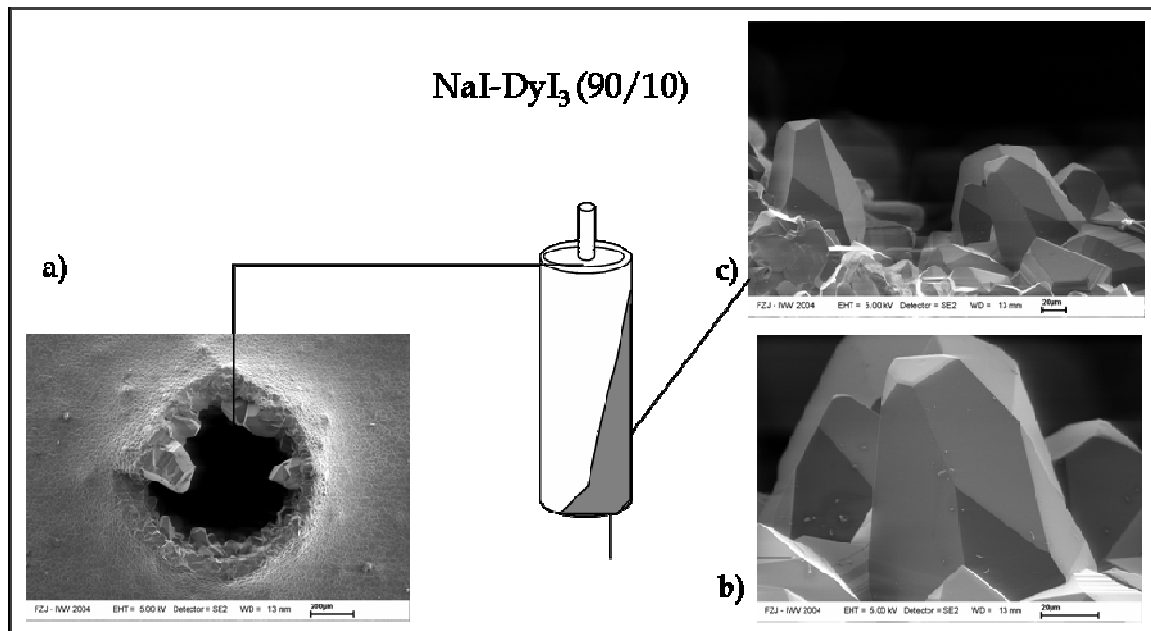 NaI-DyI₃ (90/10)
a)
c)
FZJ - IWV 2004 EHT = 5.00 kV Detector = SE2 WD = 13 mm 20µm
FZJ - IWV 2004 EHT = 5.00 kV Detector = SE2 WD = 13 mm 200µm
b)
FZJ - IWV 2004 EHT = 5.00 kV Detector = SE2 WD = 13 mm 20µm